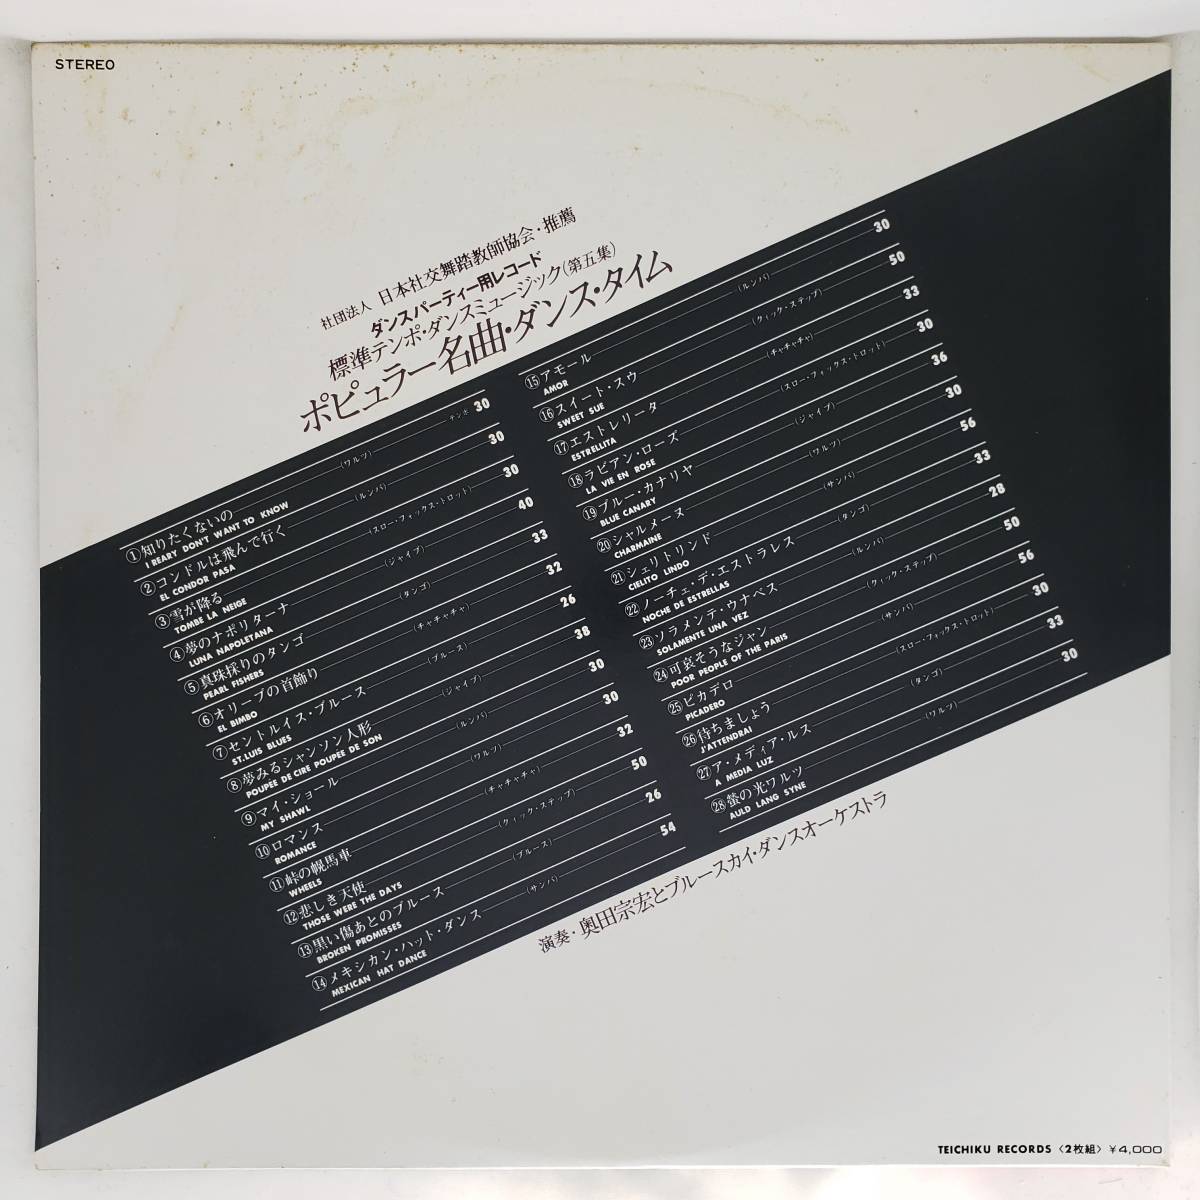 STEREO
社団法人 日本社交舞踏教師協会・推薦
ダンスパーティー用レコード
標準テンポ・ダンスミュージック(第五集)
ポピュラー名曲・ダンス・タイム
①知りたくないの (ワルツ) テンポ 30
I REARY DON'T WANT TO KNOW
②コンドルは飛んで行く (ルンバ) 30
EL CONDOR PASA
③雪が降る (スロー・フォックス・トロット) 30
TOMBE LA NEIGE
④夢のナポリターナ (ジャイブ) 40
LUNA NAPOLETANA
⑤真珠採りのタンゴ (タンゴ) 33
PEARL FISHERS
⑥オリーブの首飾り (チャチャチャ) 32
EL BIMBO
⑦セントルイス・ブルース (ブルース) 26
ST.LUIS BLUES
⑧夢みるシャンソン人形 (ジャイブ) 38
POUPÉE DE CIRE POUPÉE DE SON
⑨マイ・ショール (ルンバ) 30
MY SHAWL
⑩ロマンス (ワルツ) 30
ROMANCE
⑪峠の幌馬車 (チャチャチャ) 32
WHEELS
⑫悲しき天使 (クィック・ステップ) 50
THOSE WERE THE DAYS
⑬黒い傷あとのブルース (ブルース) 26
BROKEN PROMISSES
⑭メキシカン・ハット・ダンス (サンバ) 54
MEXICAN HAT DANCE
⑮アモール (ルンバ) 30
AMOR
⑯スイート・スウ (クィック・ステップ) 50
SWEET SUE
⑰エストレリータ (チャチャチャ) 33
ESTRELLITA
⑱ラビアン・ローズ (スロー・フォックス・トロット) 30
LA VIE EN ROSE
⑲ブルー・カナリヤ (ジャイブ) 36
BLUE CANARY
⑳シャルメーヌ (ワルツ) 30
CHARMAINE
㉑シェリトリンド (サンバ) 56
CIELITO LINDO
㉒ノーチェ・デ・エストラレス (タンゴ) 33
NOCHE DE ESTRELLAS
㉓ソラメンテ・ウナベス (ルンバ) 28
SOLAMENTE UNA VEZ
㉔可哀そうなジャン (クィック・ステップ) 50
POOR PEOPLE OF THE PARIS
㉕ピカデロ (サンバ) 56
PICADERO
㉖待ちましょう (スロー・フォックス・トロット) 30
J'ATTENDRAI
㉗ア・メディア・ルス (タンゴ) 33
A MEDIA LUZ
㉘螢の光ワルツ (ワルツ) 30
AULD LANG SYNE
演奏・奥田宗宏とブルースカイ・ダンスオーケストラ
TEICHIKU RECORDS〈2枚組〉¥4,000